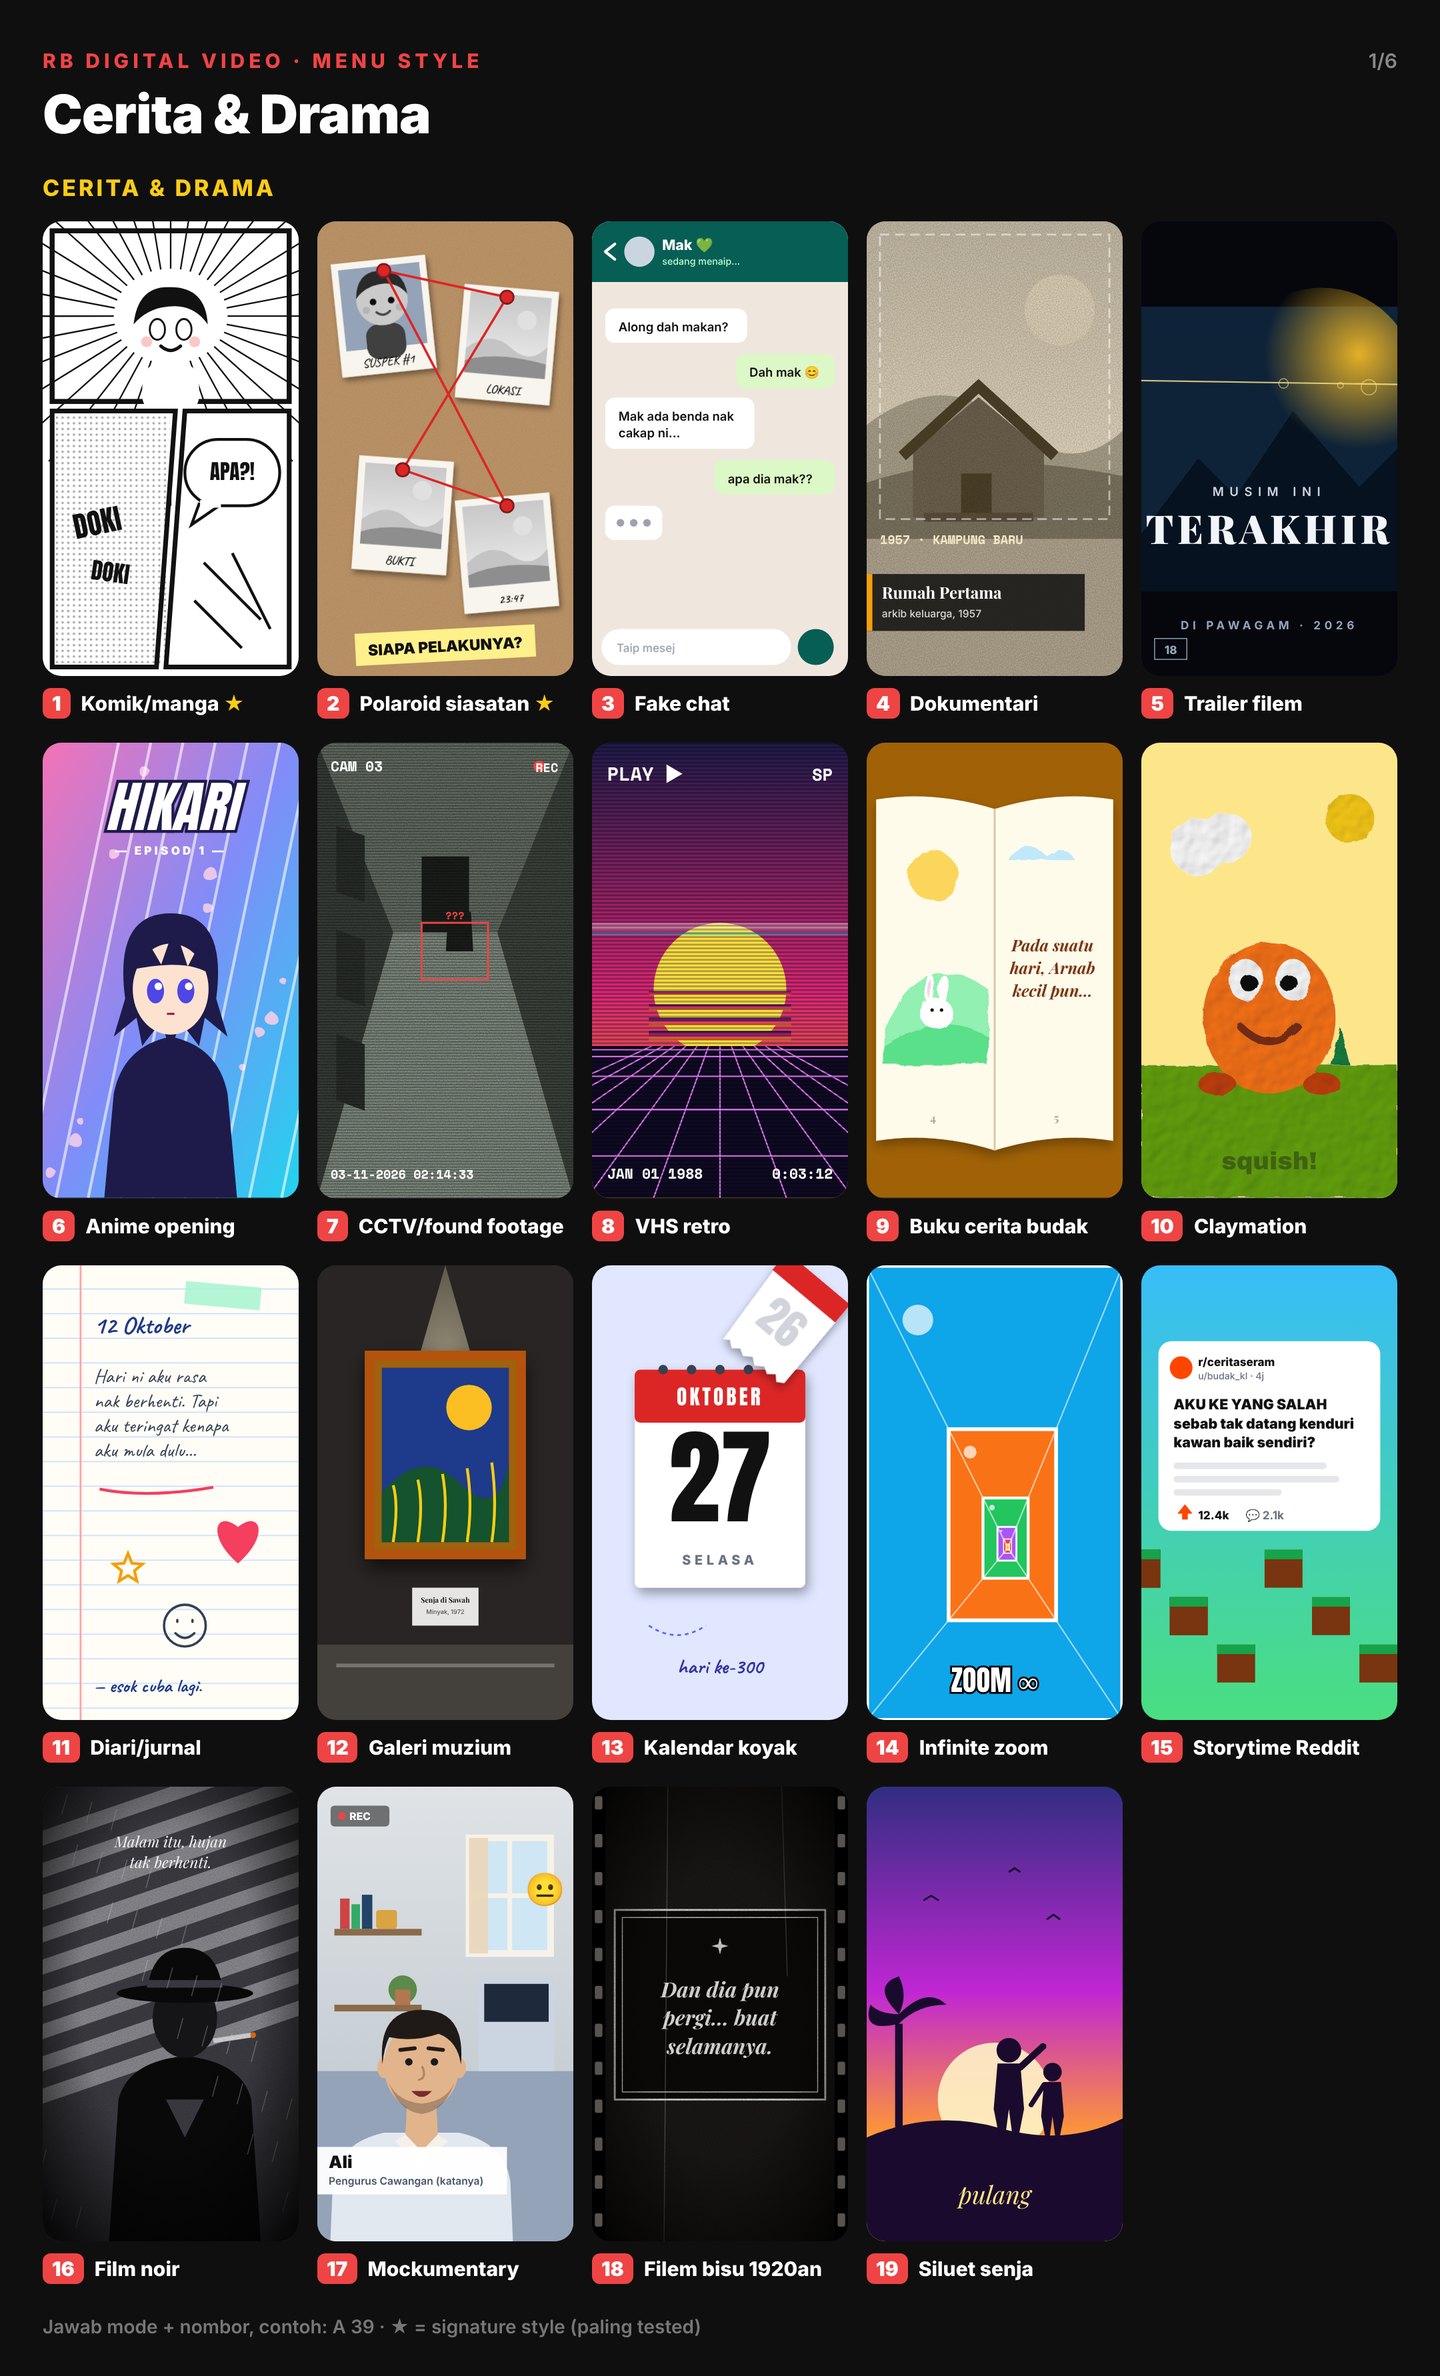 RB DIGITAL VIDEO · MENU STYLE
1/6
Cerita & Drama
CERITA & DRAMA
APA?!
DOKI
DOKI
1 Komik/manga ★
SUSPEK #1
LOKASI
BUKTI
23:47
SIAPA PELAKUNYA?
2 Polaroid siasatan ★
Mak 💚
sedang menaip...
Along dah makan?
Dah mak 😊
Mak ada benda nak
cakap ni...
apa dia mak??
Taip mesej
3 Fake chat
1957 · KAMPUNG BARU
Rumah Pertama
arkib keluarga, 1957
4 Dokumentari
MUSIM INI
TERAKHIR
DI PAWAGAM · 2026
18
5 Trailer filem
HIKARI
— EPISOD 1 —
6 Anime opening
CAM 03
REC
???
03-11-2026 02:14:33
7 CCTV/found footage
PLAY ▶
SP
JAN 01 1988
0:03:12
8 VHS retro
Pada suatu
hari, Arnab
kecil pun...
4
5
9 Buku cerita budak
squish!
10 Claymation
12 Oktober
Hari ni aku rasa
nak berhenti. Tapi
aku teringat kenapa
aku mula dulu...
— esok cuba lagi.
11 Diari/jurnal
Senja di Sawah
Minyak, 1972
12 Galeri muzium
26
OKTOBER
27
SELASA
hari ke-300
13 Kalendar koyak
ZOOM ∞
14 Infinite zoom
r/ceritaseram
u/budak_kl · 4j
AKU KE YANG SALAH
sebab tak datang kenduri
kawan baik sendiri?
12.4k
💬 2.1k
15 Storytime Reddit
Malam itu, hujan
tak berhenti.
16 Film noir
REC
Ali
Pengurus Cawangan (katanya)
17 Mockumentary
Dan dia pun
pergi... buat
selamanya.
18 Filem bisu 1920an
pulang
19 Siluet senja
Jawab mode + nombor, contoh: A 39 · ★ = signature style (paling tested)